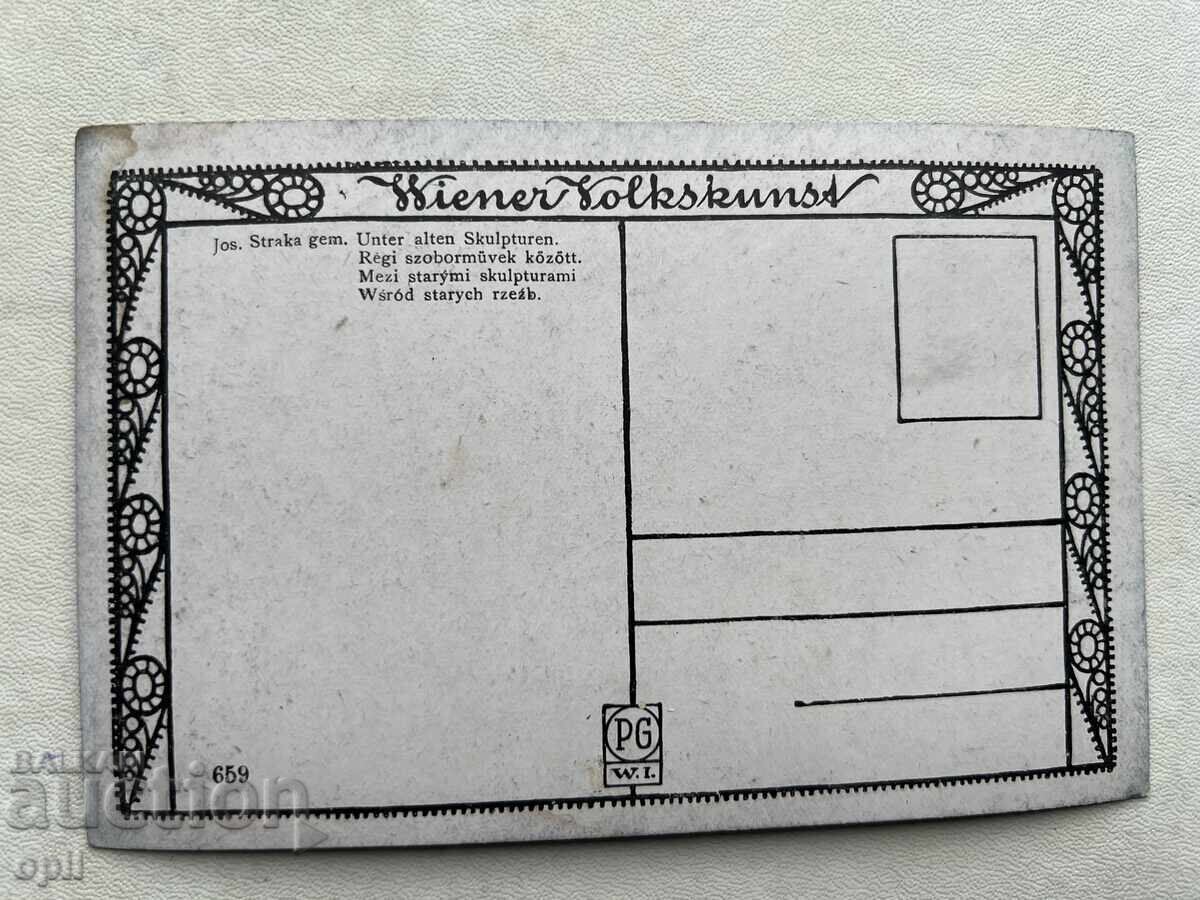 Wiener Volkskunst
Jos. Straka gem. Unter alten Skulpturen.
Régi szoborművek között.
Mezi starými skulpturami
Wśród starych rzeźb.
PG
W. I.
659
BALKAN
auction
opil